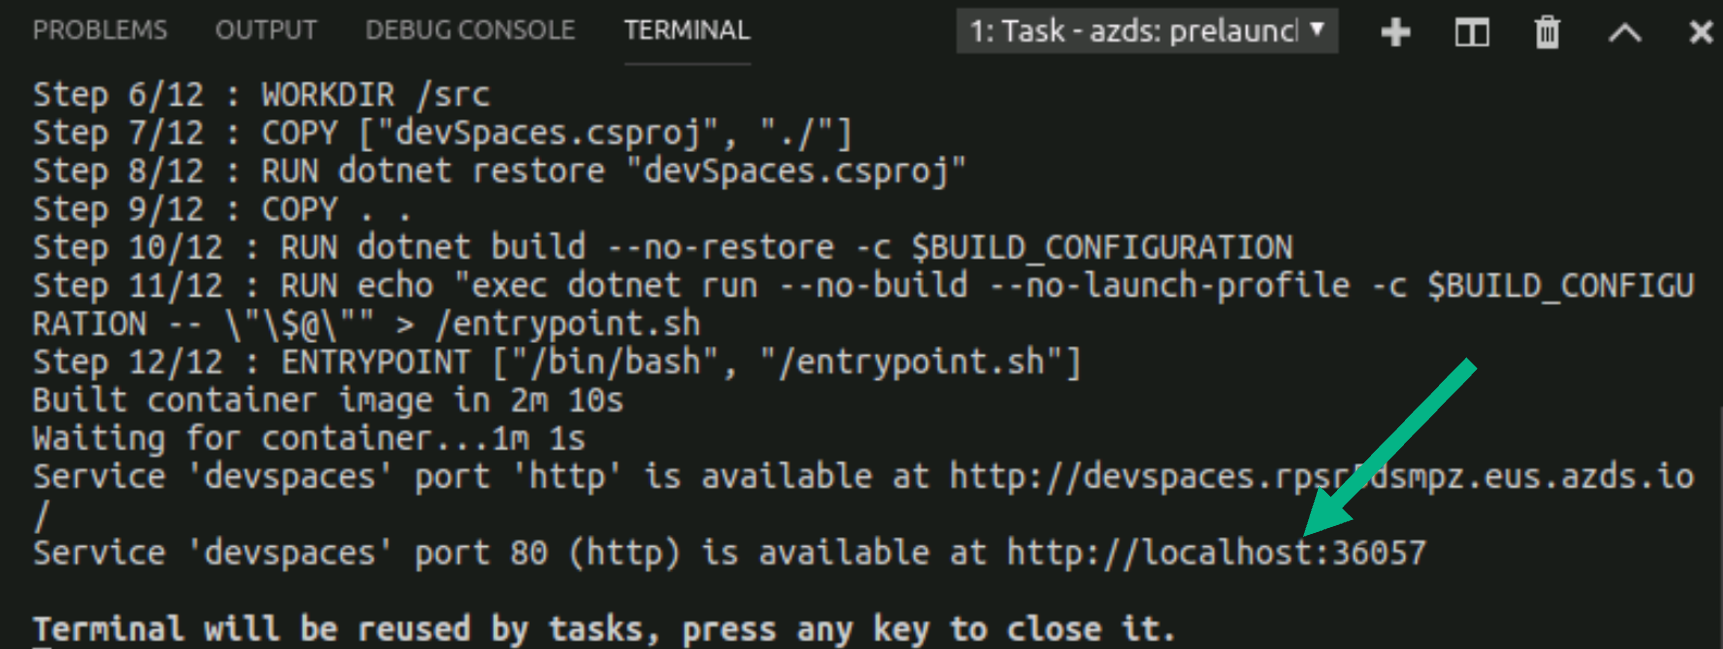 PROBLEMS OUTPUT DEBUG CONSOLE TERMINAL 1: Task - azds: prelaunc
Step 6/12 : WORKDIR /src
Step 7/12 : COPY ["devSpaces.csproj", "./"]
Step 8/12 : RUN dotnet restore "devSpaces.csproj"
Step 9/12 : COPY . .
Step 10/12 : RUN dotnet build --no-restore -c $BUILD_CONFIGURATION
Step 11/12 : RUN echo "exec dotnet run --no-build --no-launch-profile -c $BUILD_CONFIGU
RATION -- \"\$@\"" > /entrypoint.sh
Step 12/12 : ENTRYPOINT ["/bin/bash", "/entrypoint.sh"]
Built container image in 2m 10s
Waiting for container...1m 1s
Service 'devspaces' port 'http' is available at http://devspaces.rpsr5dsmpz.eus.azds.io
/
Service 'devspaces' port 80 (http) is available at http://localhost:36057
Terminal will be reused by tasks, press any key to close it.